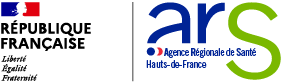 RÉPUBLIQUE
FRANÇAISE
Liberté
Égalité
Fraternité
ars
Agence Régionale de Santé
Hauts-de-France